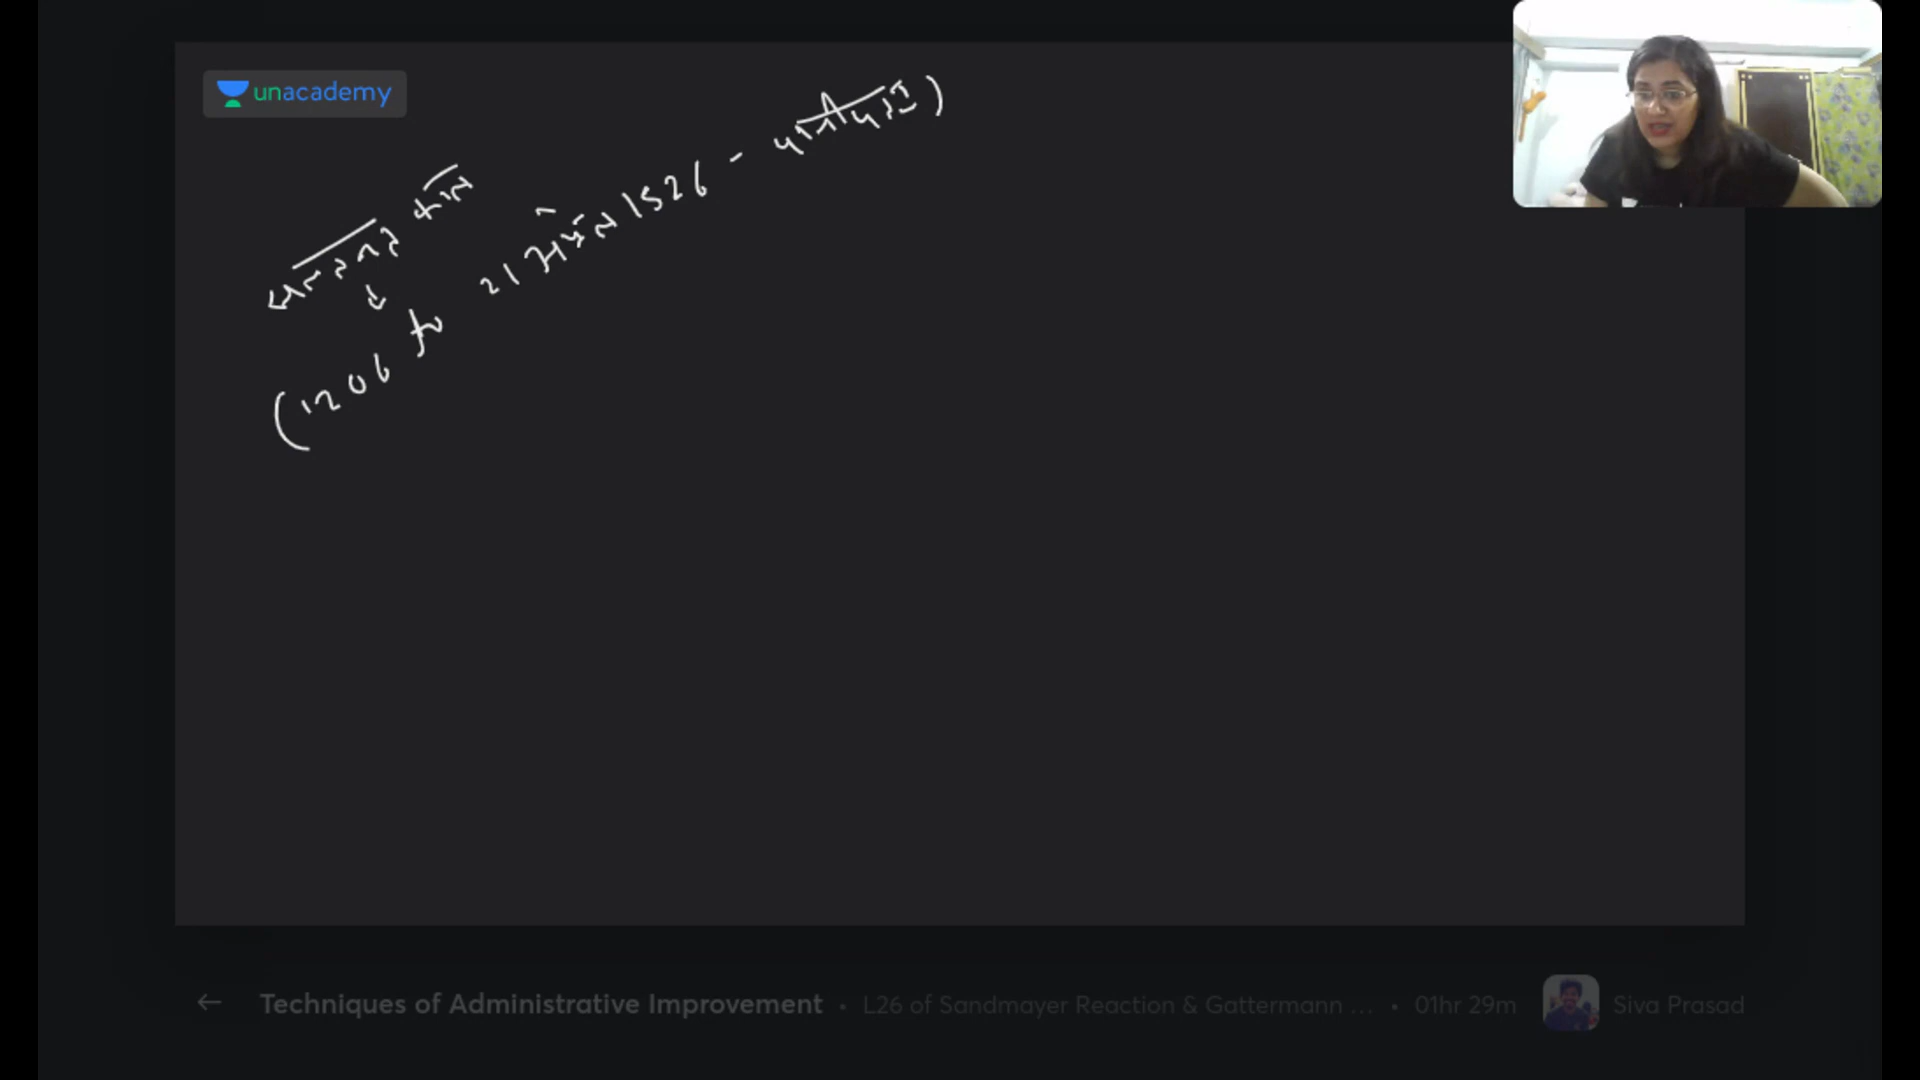 unacademy
सल्तनत काल
(1206 to 21 अप्रैल 1526 - पानीपत I)
Techniques of Administrative Improvement • L26 of Sandmayer Reaction & Gattermann ... • 01hr 29m Siva Prasad